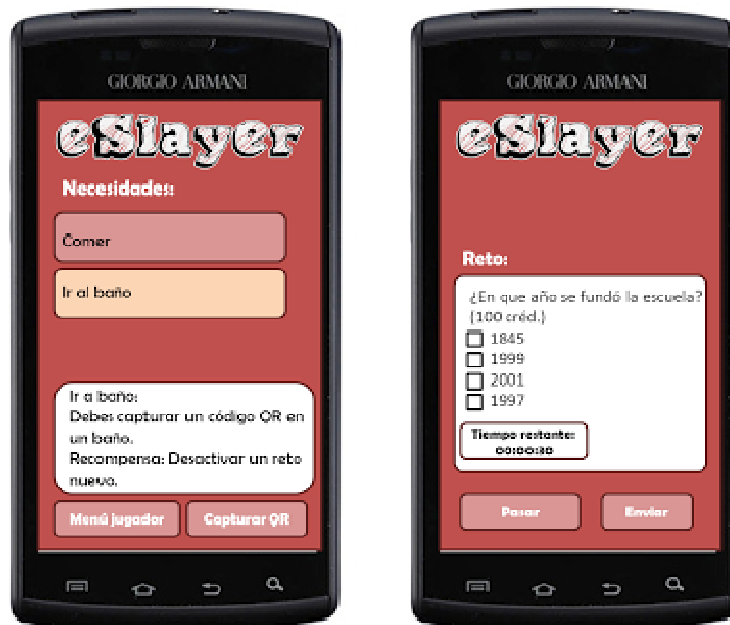 GIORGIO ARMANI
eSlayer
Necesidades:
Comer
Ir al baño
Ir a baño:
Debes capturar un código QR en
un baño.
Recompensa: Desactivar un reto
nuevo.
Menú jugador
Capturar QR
GIORGIO ARMANI
eSlayer
Reto:
¿En que año se fundó la escuela?
(100 créd.)
1845
1999
2001
1997
Tiempo restante:
00:00:30
Pasar
Enviar